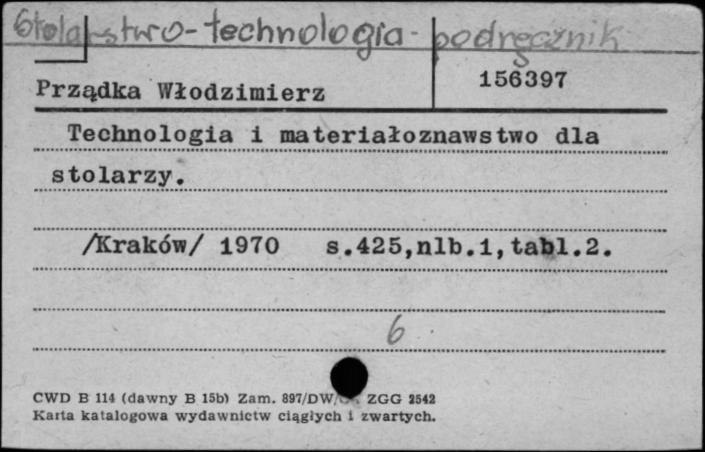 Stolarstwo - technologia - podręcznik
Prządka Włodzimierz
156397
Technologia i materiałoznawstwo dla
stolarzy.
/Kraków/ 1970 s.425,nlb.1,tabl.2.
6
CWD B 114 (dawny B 15b) Zam. 897/DW/ ZGG 2542
Karta katalogowa wydawnictw ciągłych i zwartych.